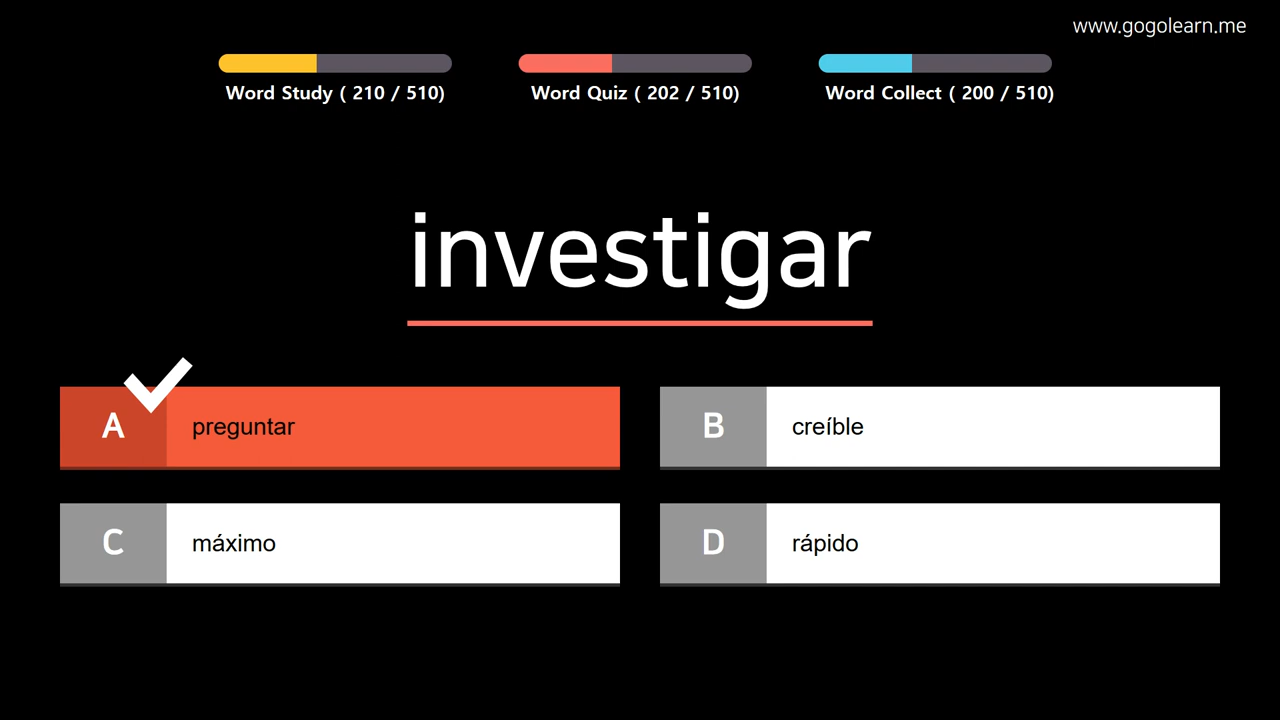 www.gogolearn.me
Word Study ( 210 / 510)
Word Quiz ( 202 / 510)
Word Collect ( 200 / 510)
investigar
A preguntar
B creíble
C máximo
D rápido